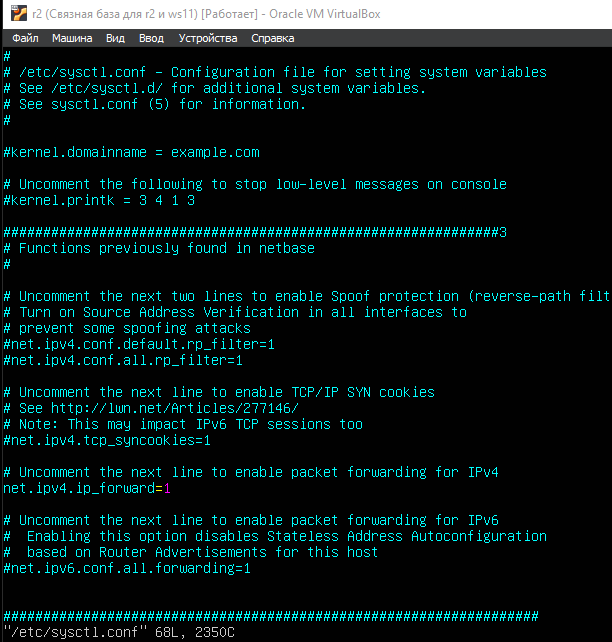 r2 (Связная база для r2 и ws11) [Работает] - Oracle VM VirtualBox
Файл Машина Вид Ввод Устройства Справка
#
# /etc/sysctl.conf - Configuration file for setting system variables
# See /etc/sysctl.d/ for additional system variables.
# See sysctl.conf (5) for information.
#
#kernel.domainname = example.com
# Uncomment the following to stop low-level messages on console
#kernel.printk = 3 4 1 3
##############################################################3
# Functions previously found in netbase
#
# Uncomment the next two lines to enable Spoof protection (reverse-path filt
# Turn on Source Address Verification in all interfaces to
# prevent some spoofing attacks
#net.ipv4.conf.default.rp_filter=1
#net.ipv4.conf.all.rp_filter=1
# Uncomment the next line to enable TCP/IP SYN cookies
# See http://lwn.net/Articles/277146/
# Note: This may impact IPv6 TCP sessions too
#net.ipv4.tcp_syncookies=1
# Uncomment the next line to enable packet forwarding for IPv4
net.ipv4.ip_forward=1
# Uncomment the next line to enable packet forwarding for IPv6
#  Enabling this option disables Stateless Address Autoconfiguration
#  based on Router Advertisements for this host
#net.ipv6.conf.all.forwarding=1
###################################################################
"/etc/sysctl.conf" 68L, 2350C